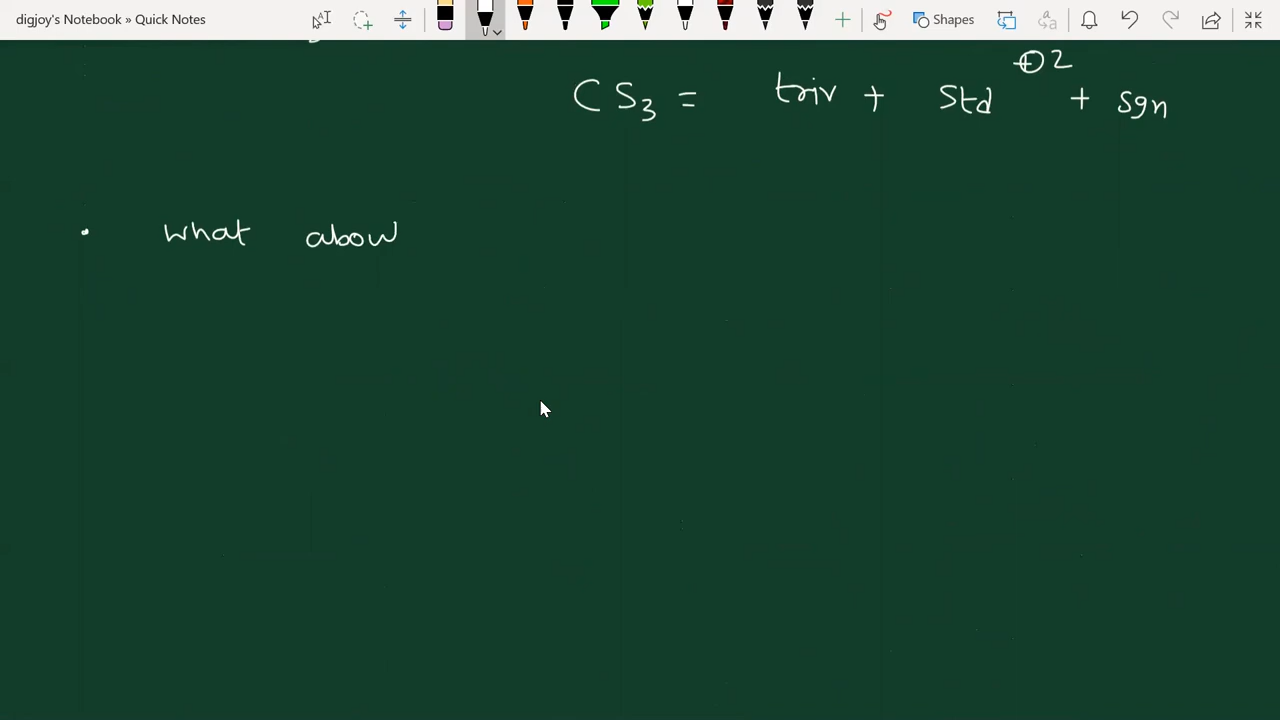 digjoy's Notebook » Quick Notes
Shapes
⊕2
CS₃ = triv + Std + Sgn
• what abow